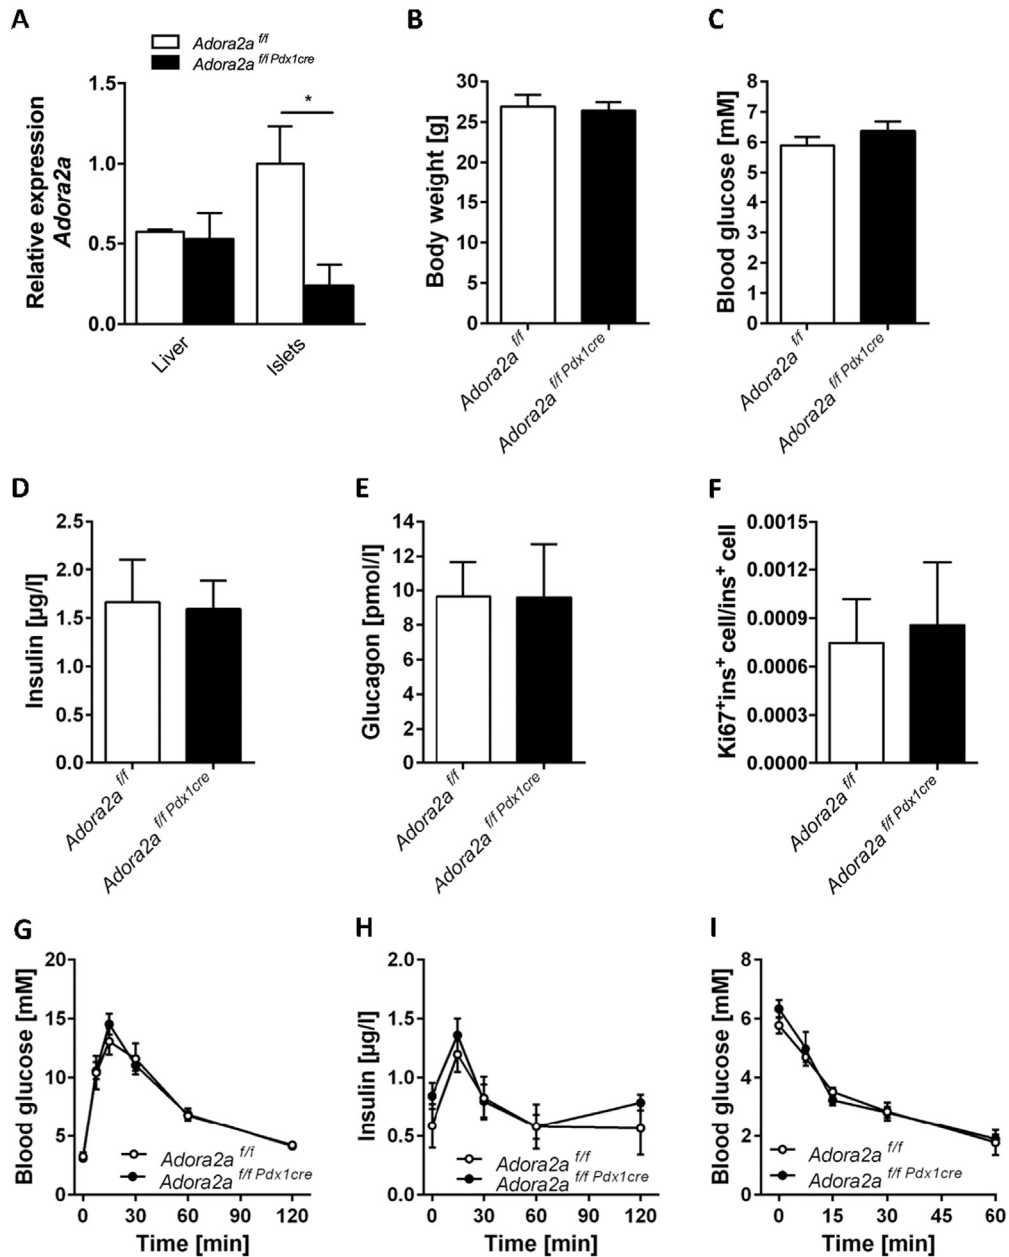 A
Adora2a f/f
Adora2a f/f Pdx1cre
Relative expression
Adora2a
1.5
1.0
0.5
0.0
*
Liver
Islets
B
Body weight [g]
30
25
20
15
10
5
0
Adora2a f/f
Adora2a f/f Pdx1cre
C
Blood glucose [mM]
8
7
6
5
4
3
2
1
0
Adora2a f/f
Adora2a f/f Pdx1cre
D
Insulin [µg/l]
2.5
2.0
1.5
1.0
0.5
0.0
Adora2a f/f
Adora2a f/f Pdx1cre
E
Glucagon [pmol/l]
14
12
10
8
6
4
2
0
Adora2a f/f
Adora2a f/f Pdx1cre
F
Ki67⁺ins⁺ cell/ins⁺ cell
0.0015
0.0012
0.0009
0.0006
0.0003
0.0000
Adora2a f/f
Adora2a f/f Pdx1cre
G
Blood glucose [mM]
20
15
10
5
0
Adora2a f/f
Adora2a f/f Pdx1cre
0 30 60 90 120
Time [min]
H
Insulin [µg/l]
2.0
1.5
1.0
0.5
0.0
Adora2a f/f
Adora2a f/f Pdx1cre
0 30 60 90 120
Time [min]
I
Blood glucose [mM]
8
6
4
2
0
Adora2a f/f
Adora2a f/f Pdx1cre
0 15 30 45 60
Time [min]